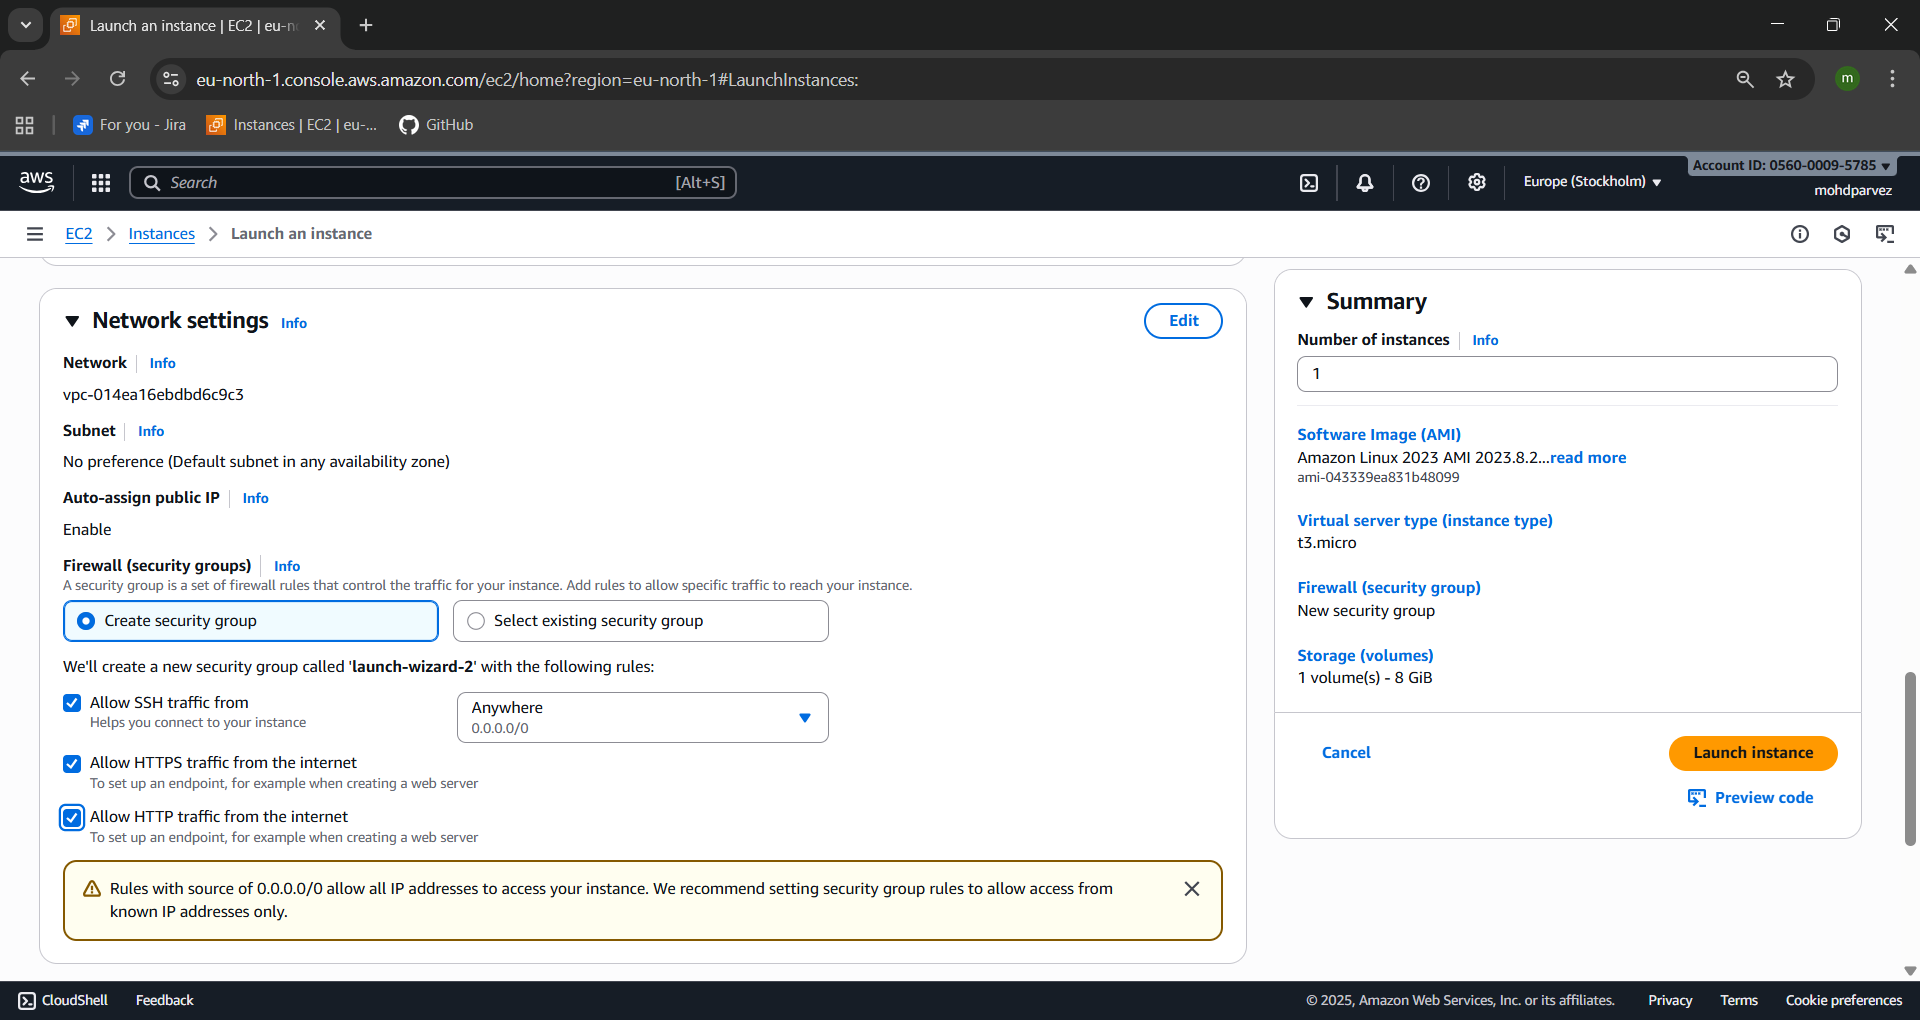 Launch an instance | EC2 | eu-n
eu-north-1.console.aws.amazon.com/ec2/home?region=eu-north-1#LaunchInstances:
m
For you - Jira
Instances | EC2 | eu-...
GitHub
aws
Search
[Alt+S]
Europe (Stockholm)
Account ID: 0560-0009-5785
mohdparvez
EC2
Instances
Launch an instance
Network settings Info
Edit
Network Info
vpc-014ea16ebdbd6c9c3
Subnet Info
No preference (Default subnet in any availability zone)
Auto-assign public IP Info
Enable
Firewall (security groups) Info
A security group is a set of firewall rules that control the traffic for your instance. Add rules to allow specific traffic to reach your instance.
Create security group
Select existing security group
We'll create a new security group called 'launch-wizard-2' with the following rules:
Allow SSH traffic from
Helps you connect to your instance
Anywhere
0.0.0.0/0
Allow HTTPS traffic from the internet
To set up an endpoint, for example when creating a web server
Allow HTTP traffic from the internet
To set up an endpoint, for example when creating a web server
Rules with source of 0.0.0.0/0 allow all IP addresses to access your instance. We recommend setting security group rules to allow access from
known IP addresses only.
Summary
Number of instances Info
1
Software Image (AMI)
Amazon Linux 2023 AMI 2023.8.2...read more
ami-043339ea831b48099
Virtual server type (instance type)
t3.micro
Firewall (security group)
New security group
Storage (volumes)
1 volume(s) - 8 GiB
Cancel
Launch instance
Preview code
CloudShell
Feedback
© 2025, Amazon Web Services, Inc. or its affiliates.
Privacy
Terms
Cookie preferences